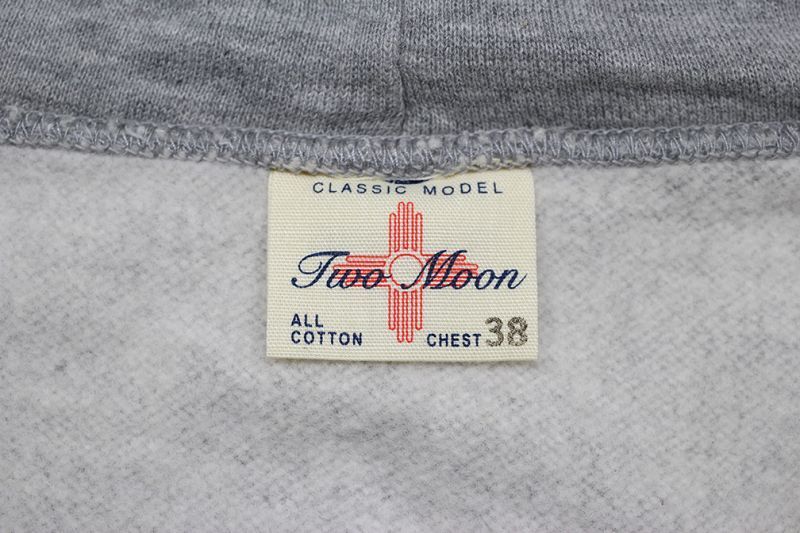 CLASSIC MODEL
Two Moon
ALL
COTTON
CHEST 38